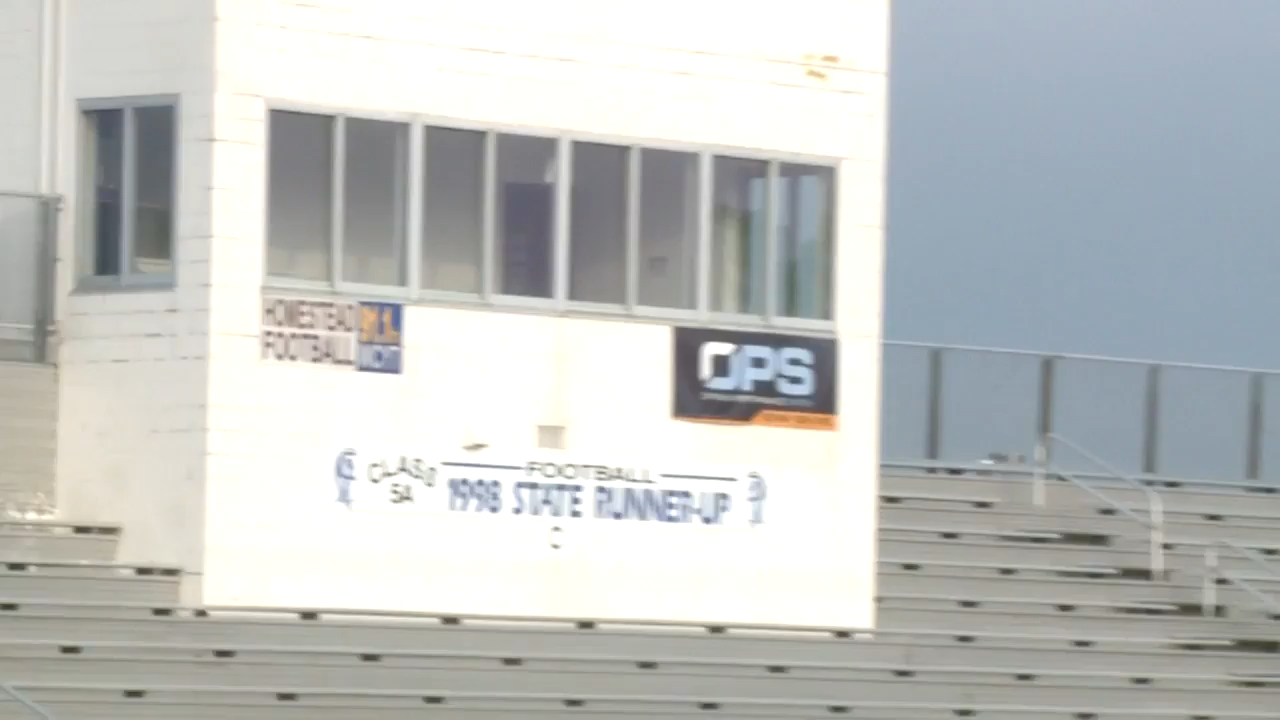 HOMESTEAD
FOOTBALL
OPS
CLASS
5A
FOOTBALL
1998 STATE RUNNER-UP